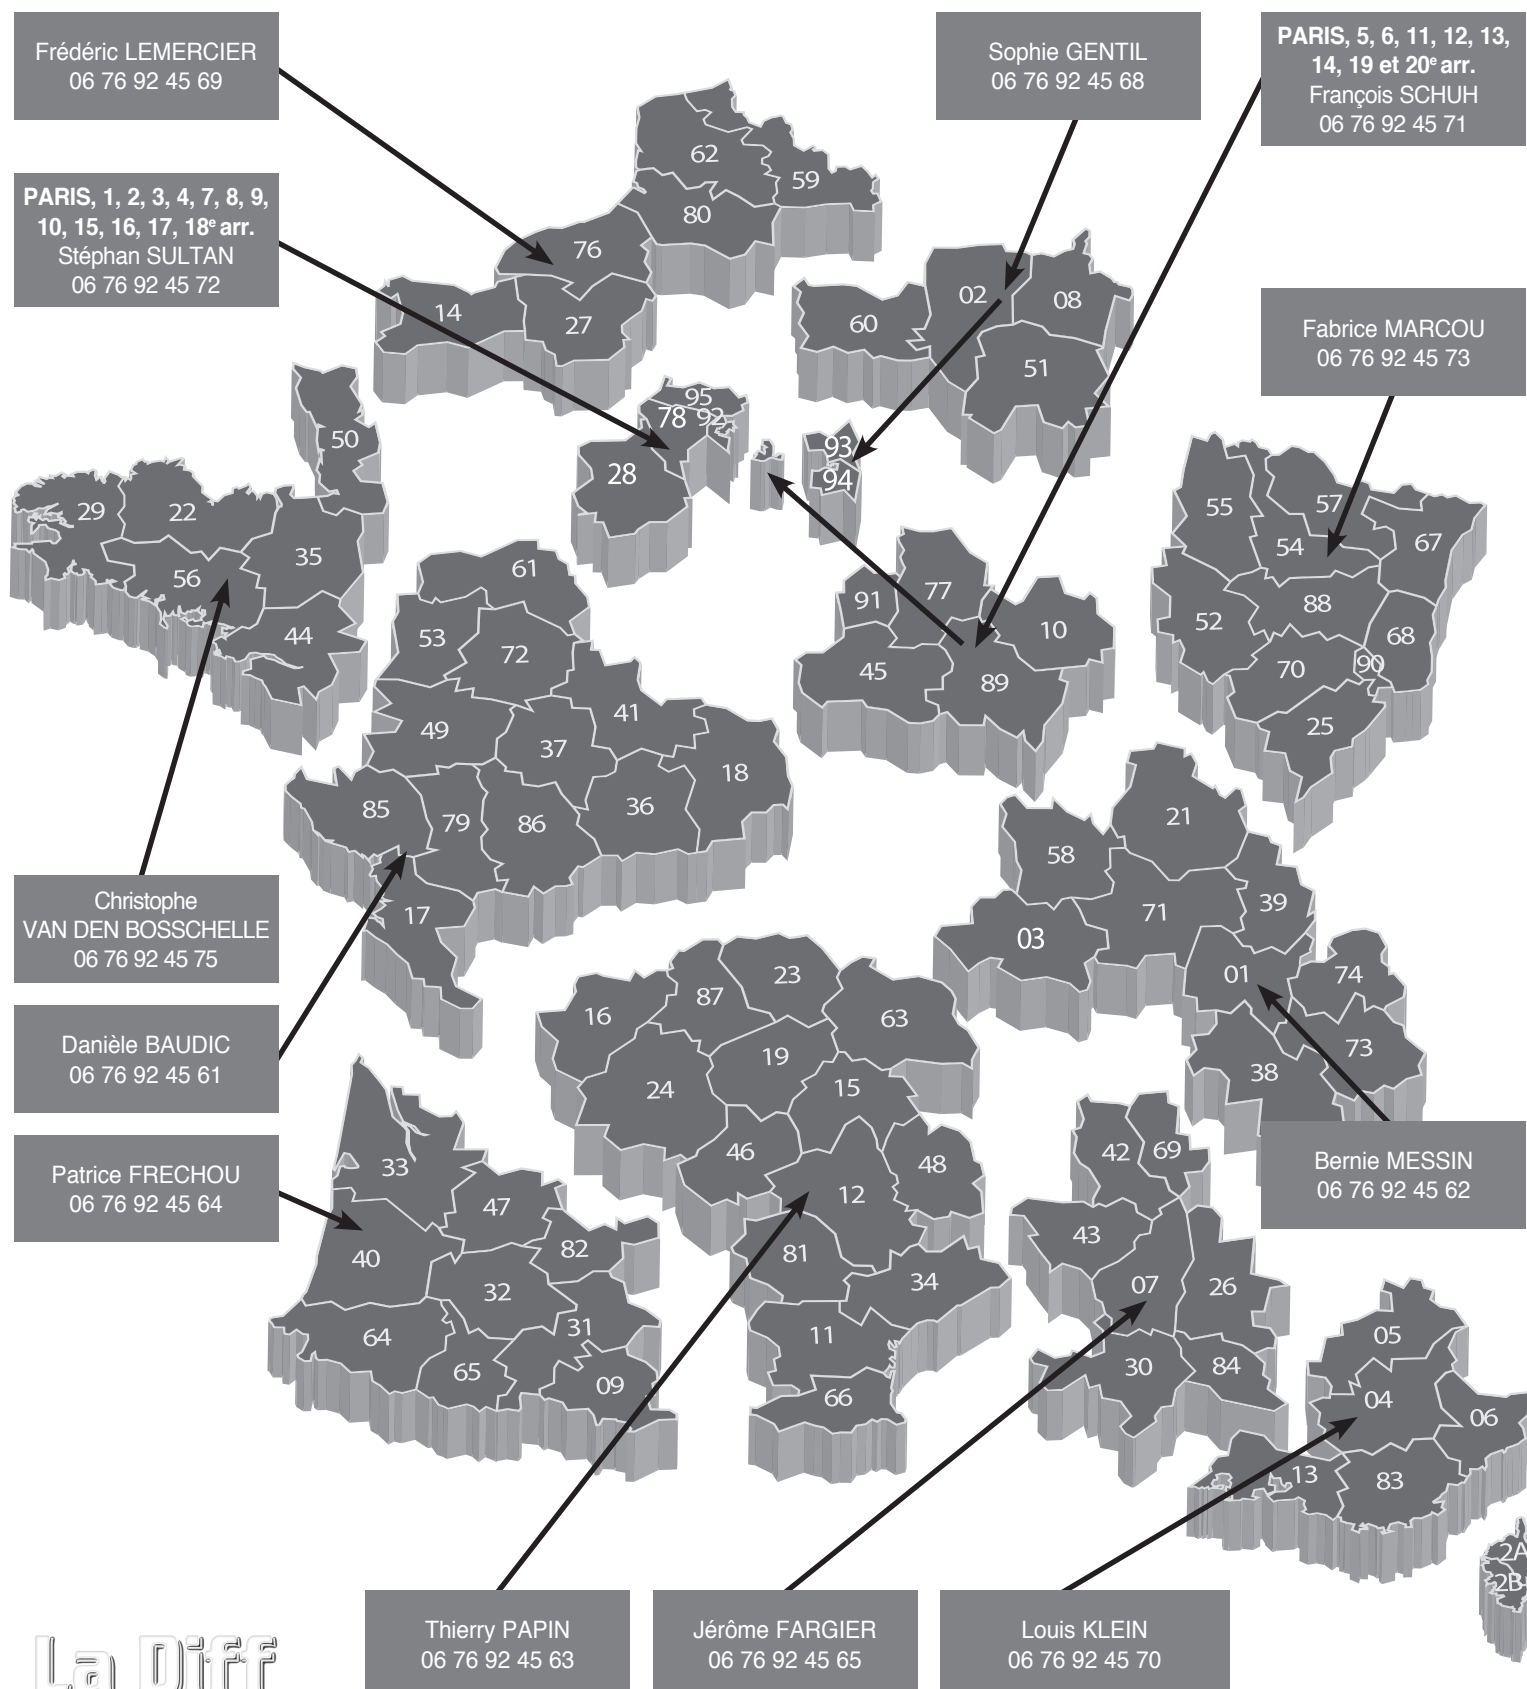 Frédéric LEMERCIER
06 76 92 45 69
Sophie GENTIL
06 76 92 45 68
PARIS, 5, 6, 11, 12, 13,
14, 19 et 20e arr.
François SCHUH
06 76 92 45 71
PARIS, 1, 2, 3, 4, 7, 8, 9,
10, 15, 16, 17, 18e arr.
Stéphan SULTAN
06 76 92 45 72
Fabrice MARCOU
06 76 92 45 73
62
59
80
76
14
27
02
08
60
51
95
78
92
28
93
94
50
29
22
35
56
44
55
57
54
67
88
52
68
70
90
25
61
53
72
41
49
37
18
85
79
86
36
17
77
91
10
45
89
21
58
39
71
03
01
74
73
38
Christophe
VAN DEN BOSSCHELLE
06 76 92 45 75
Danièle BAUDIC
06 76 92 45 61
Patrice FRECHOU
06 76 92 45 64
Bernie MESSIN
06 76 92 45 62
23
87
16
63
19
24
15
46
48
12
81
34
11
66
33
47
82
40
32
31
64
65
09
42
69
43
07
26
30
84
05
04
06
13
83
2A
2B
Thierry PAPIN
06 76 92 45 63
Jérôme FARGIER
06 76 92 45 65
Louis KLEIN
06 76 92 45 70
La Diff